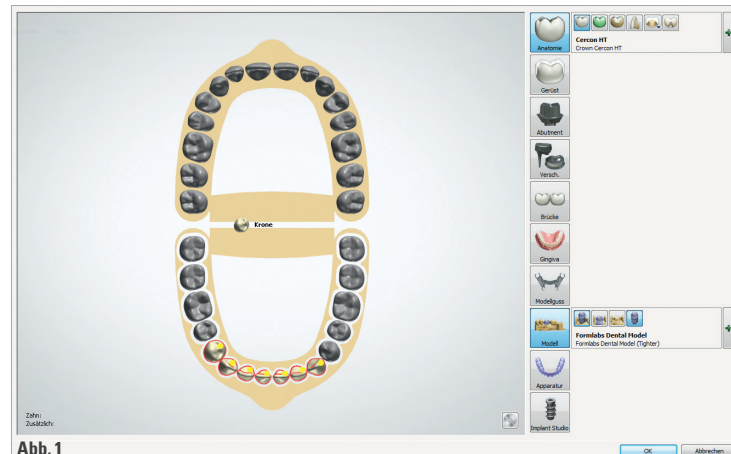 Anatomie
Cercon HT
Crown Cercon HT
Gerüst
Abutment
Versch.
Krone
Brücke
Gingiva
Modellguss
Modell
Formlabs Dental Model
Formlabs Dental Model (Tighter)
Apparatur
Implant Studio
Zahn:
Zusätzlich:
OK
Abbrechen
Abb. 1